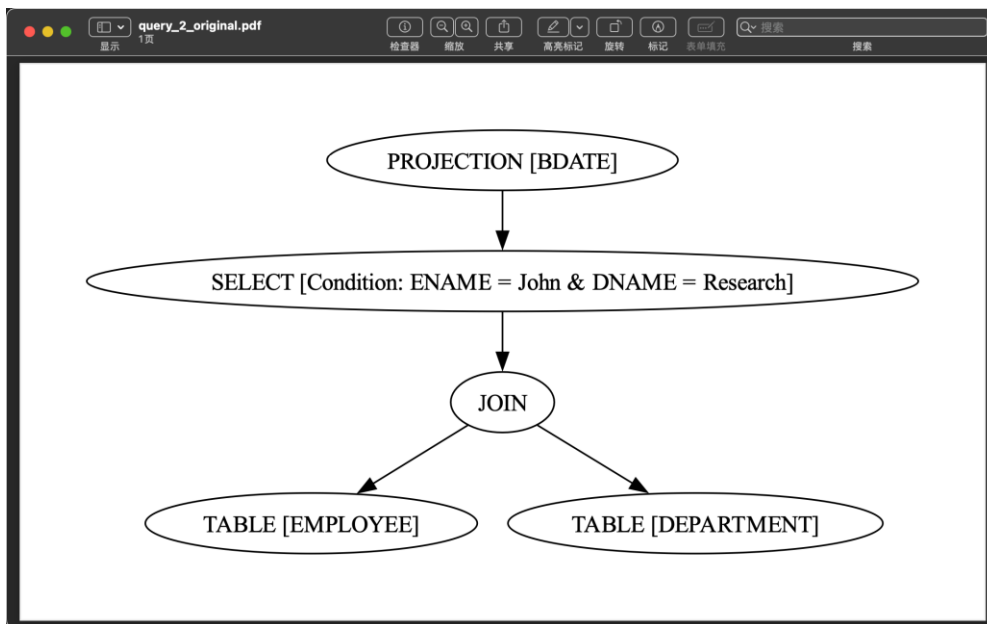 query_2_original.pdf
1页
显示
检查器
缩放
共享
高亮标记
旋转
标记
表单填充
搜索
搜索
PROJECTION [BDATE]
SELECT [Condition: ENAME = John & DNAME = Research]
JOIN
TABLE [EMPLOYEE]
TABLE [DEPARTMENT]